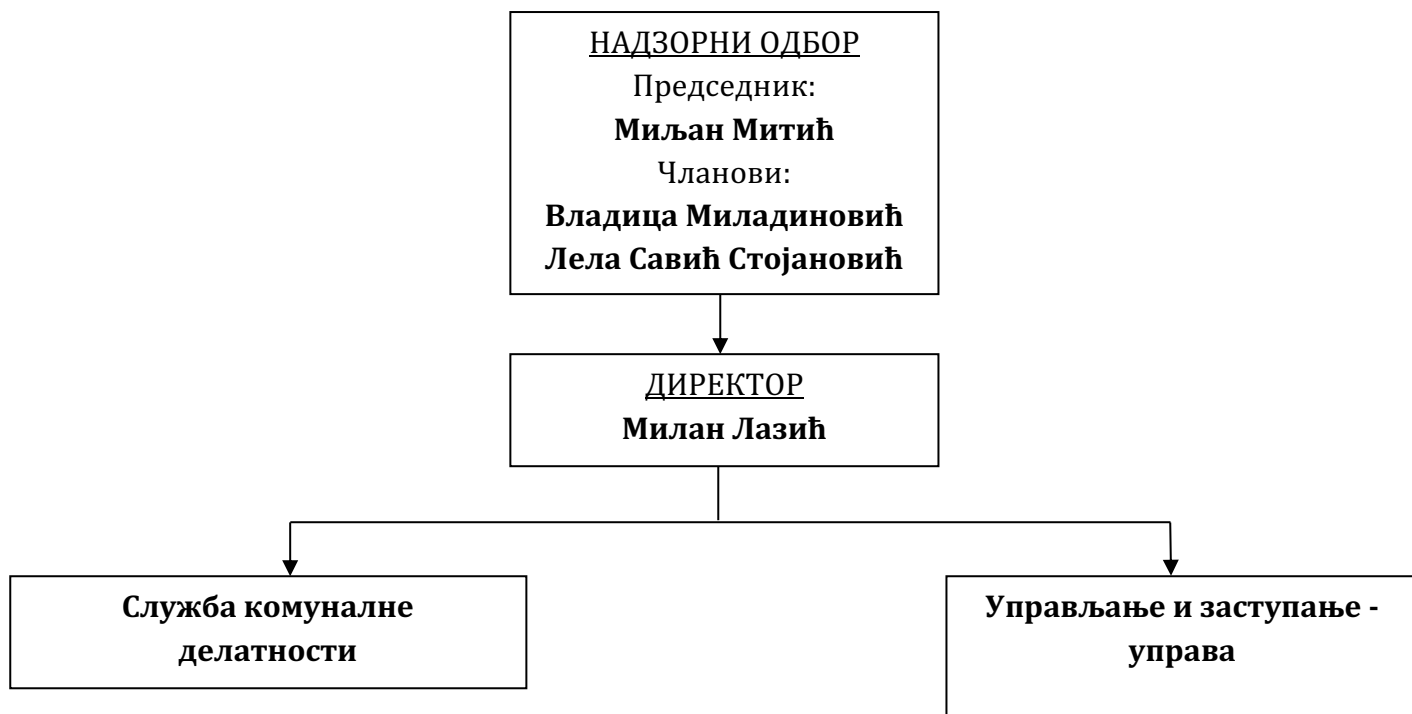 НАДЗОРНИ ОДБОР
Председник:
Миљан Митић
Чланови:
Владица Миладиновић
Лела Савић Стојановић
ДИРЕКТОР
Милан Лазић
Служба комуналне
делатности
Управљање и заступање -
управа